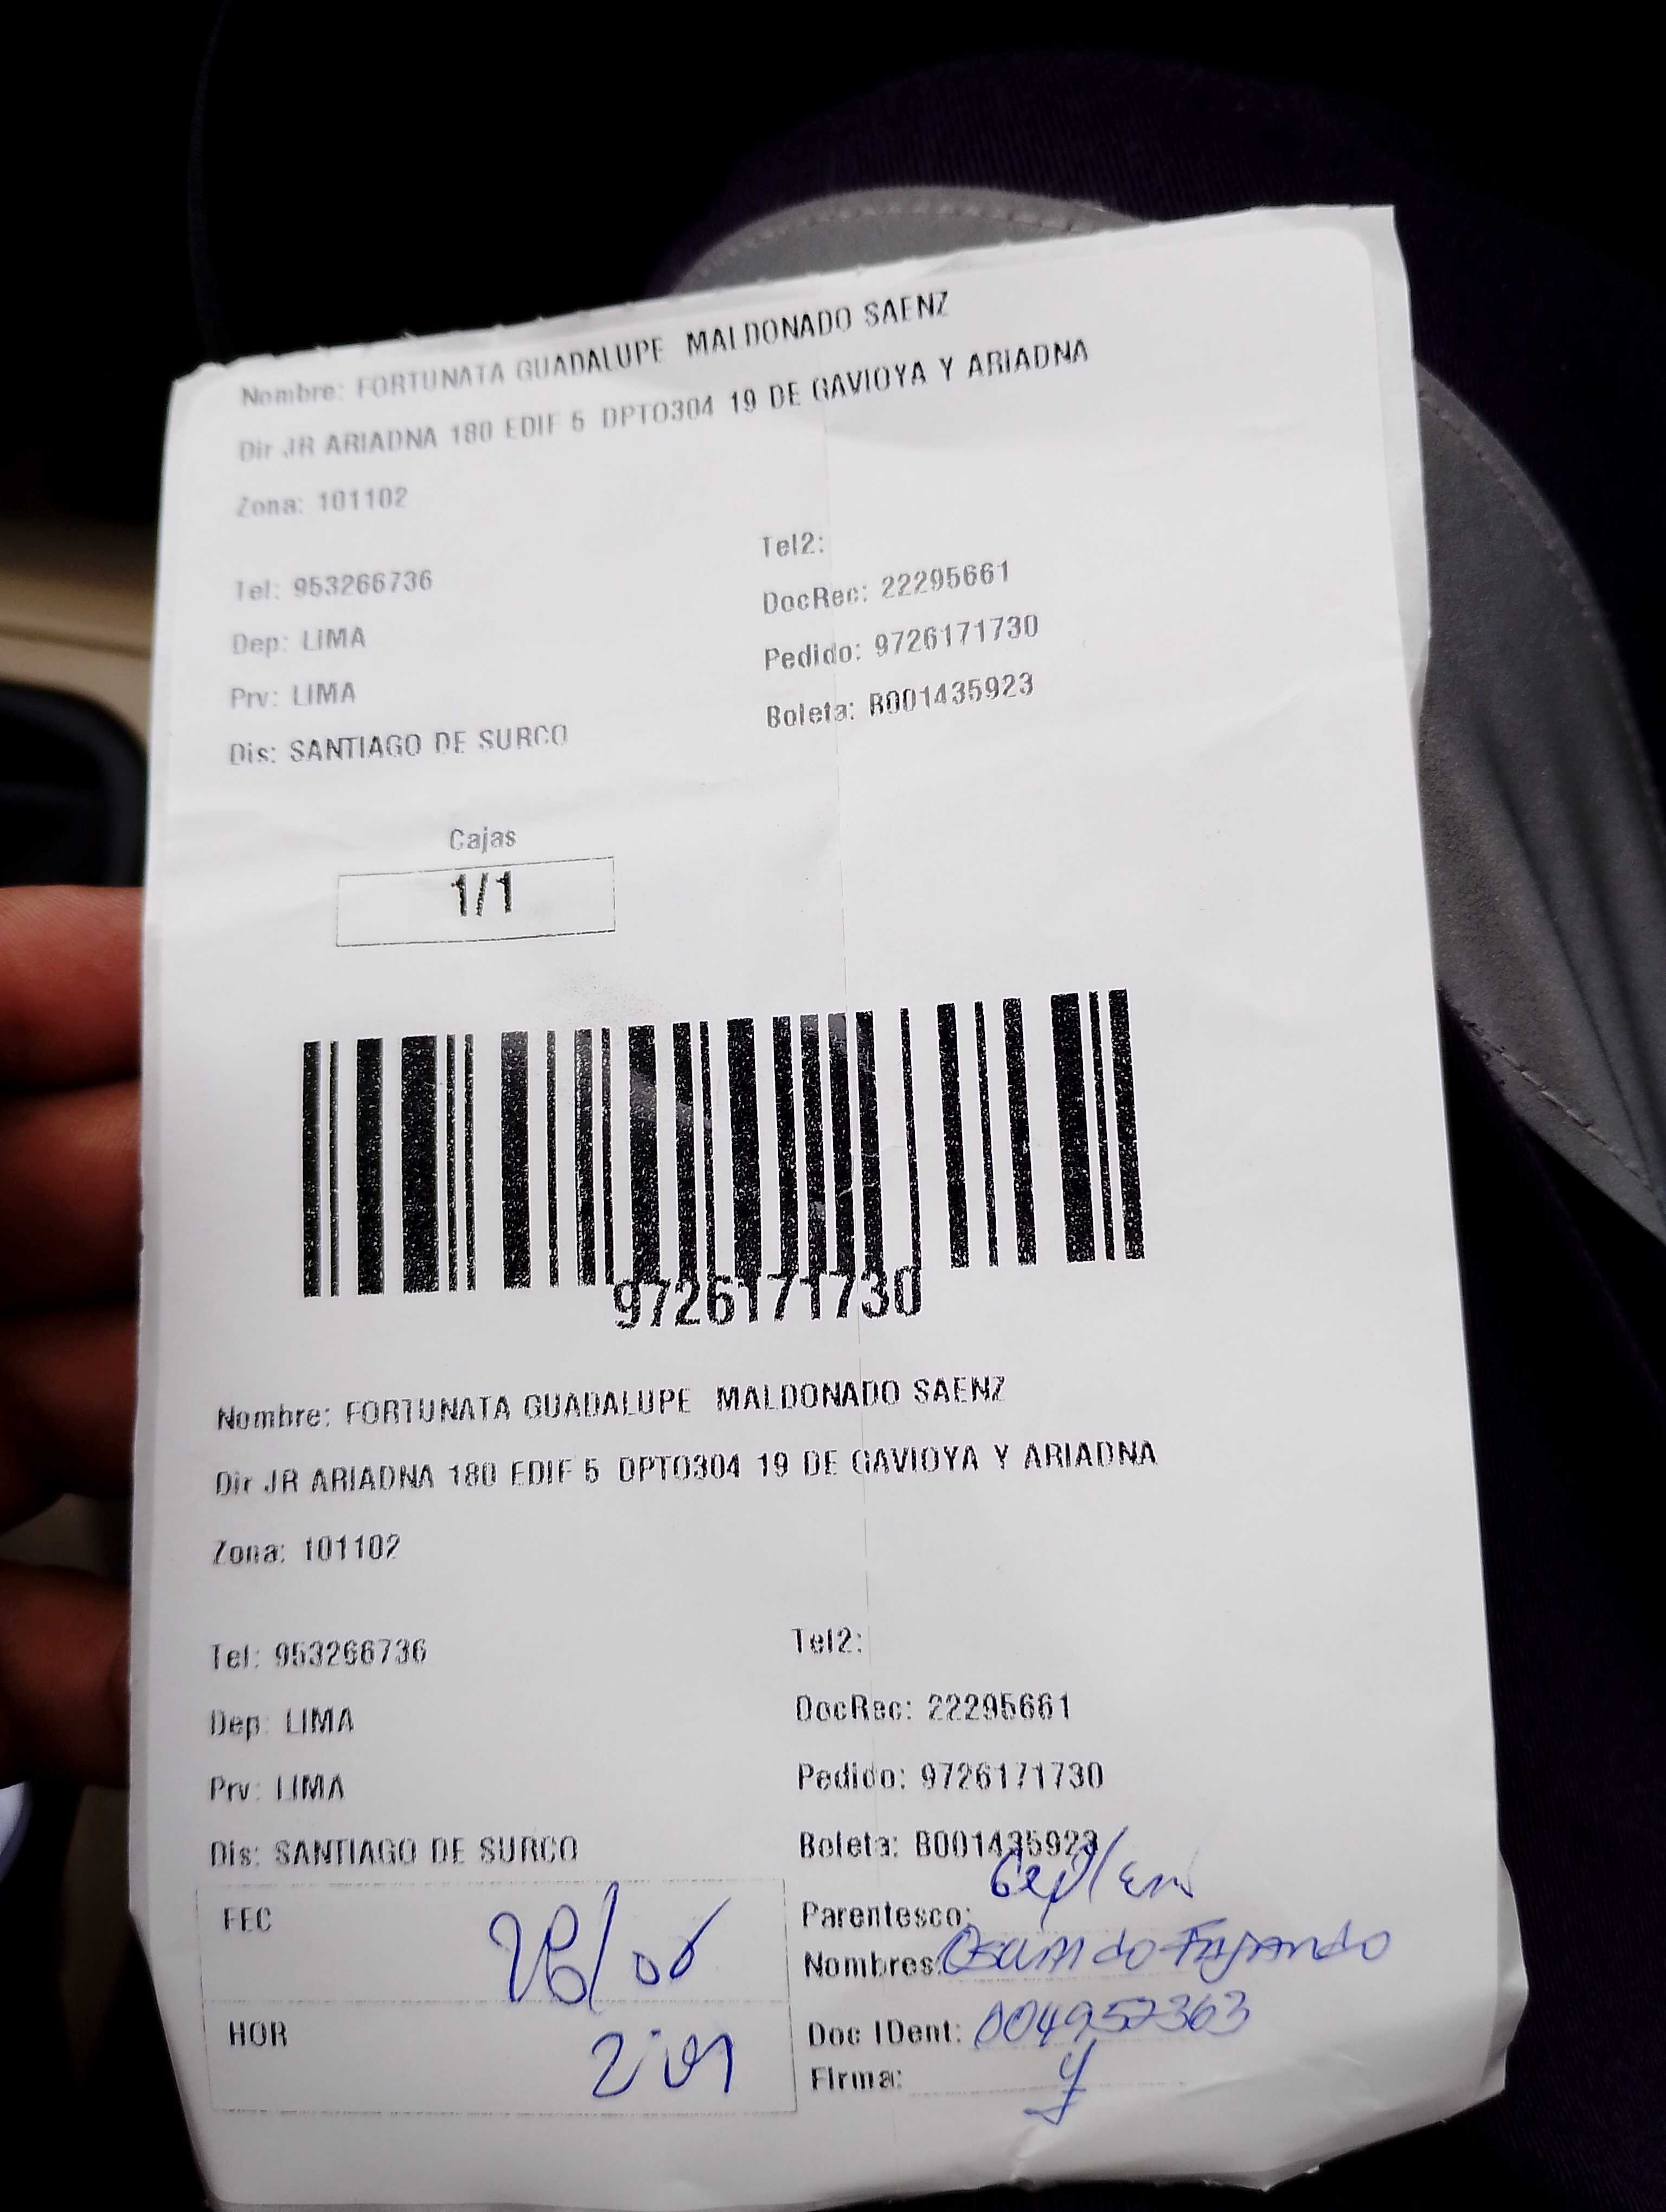 Nombre: FORTUNATA GUADALUPE MALDONADO SAENZ
Dir JR ARIADNA 180 EDIF 5 DPTO304 19 DE GAVIOYA Y ARIADNA
Zona: 101102
Tel2:
Tel: 953266736
DocRec: 22295661
Dep: LIMA
Pedido: 9726171730
Prv: LIMA
Boleta: B001435923
Dis: SANTIAGO DE SURCO
Cajas
1/1
9726171730
Nombre: FORTUNATA GUADALUPE MALDONADO SAENZ
Dir JR ARIADNA 180 EDIF 5 DPTO304 19 DE GAVIOYA Y ARIADNA
Zona: 101102
Tel: 953266736
Tel2:
Dep: LIMA
DocRec: 22295661
Prv: LIMA
Pedido: 9726171730
Dis: SANTIAGO DE SURCO
Boleta: B001435923
FEC
Parentesco:
Nombres:
HOR
Doc IDent: 004957363
Firma: